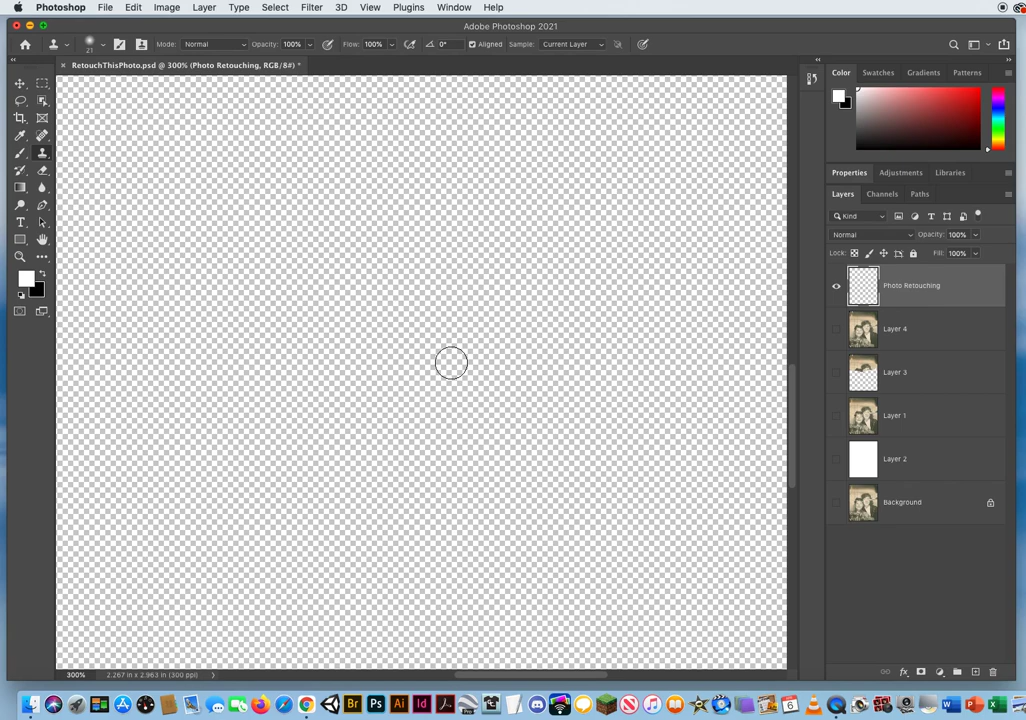 Photoshop File Edit Image Layer Type Select Filter 3D View Plugins Window Help
Adobe Photoshop 2021
21 Mode: Normal Opacity: 100% Flow: 100% 0° Aligned Sample: Current Layer
RetouchThisPhoto.psd @ 300% (Photo Retouching, RGB/8#) *
Color Swatches Gradients Patterns
Properties Adjustments Libraries
Layers Channels Paths
Kind
Normal Opacity: 100%
Lock: Fill: 100%
Photo Retouching
Layer 4
Layer 3
Layer 1
Layer 2
Background
300% 2.267 in x 2.963 in (300 ppi)